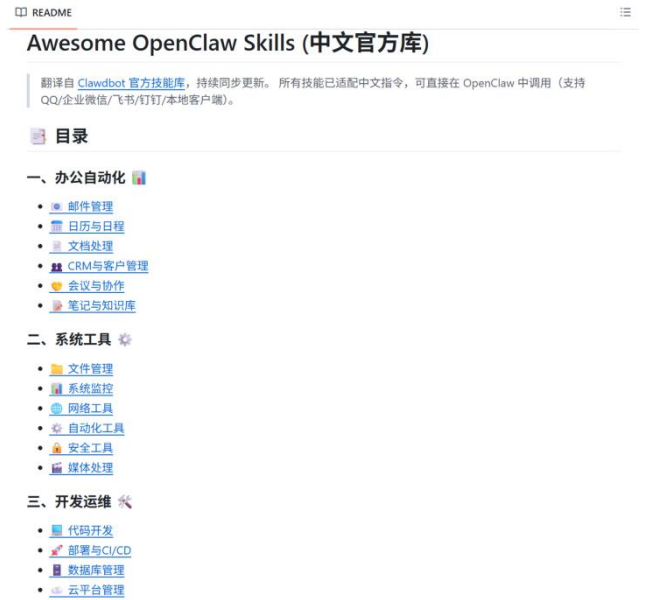 README
Awesome OpenClaw Skills (中文官方库)
翻译自 Clawdbot 官方技能库，持续同步更新。 所有技能已适配中文指令，可直接在 OpenClaw 中调用（支持
QQ/企业微信/飞书/钉钉/本地客户端）。
目录
一、办公自动化
邮件管理
日历与日程
文档处理
CRM与客户管理
会议与协作
笔记与知识库
二、系统工具
文件管理
系统监控
网络工具
自动化工具
安全工具
媒体处理
三、开发运维
代码开发
部署与CI/CD
数据库管理
云平台管理